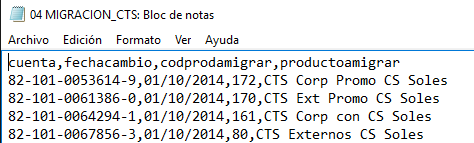 04 MIGRACION_CTS: Bloc de notas
Archivo Edición Formato Ver Ayuda
cuenta,fechacambio,codprodamigrar,productoamigrar
82-101-0053614-9,01/10/2014,172,CTS Corp Promo CS Soles
82-101-0061386-0,01/10/2014,170,CTS Ext Promo CS Soles
82-101-0064294-1,01/10/2014,161,CTS Corp con CS Soles
82-101-0067856-3,01/10/2014,80,CTS Externos CS Soles